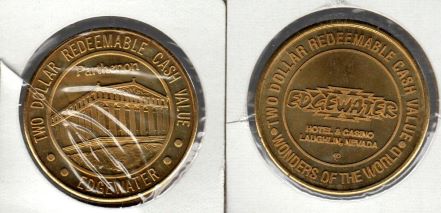 TWO DOLLAR REDEEMABLE CASH VALUE
Parthenon
EDGEWATER
TWO DOLLAR REDEEMABLE CASH VALUE
EDGEWATER
HOTEL & CASINO
LAUGHLIN, NEVADA
WONDERS OF THE WORLD